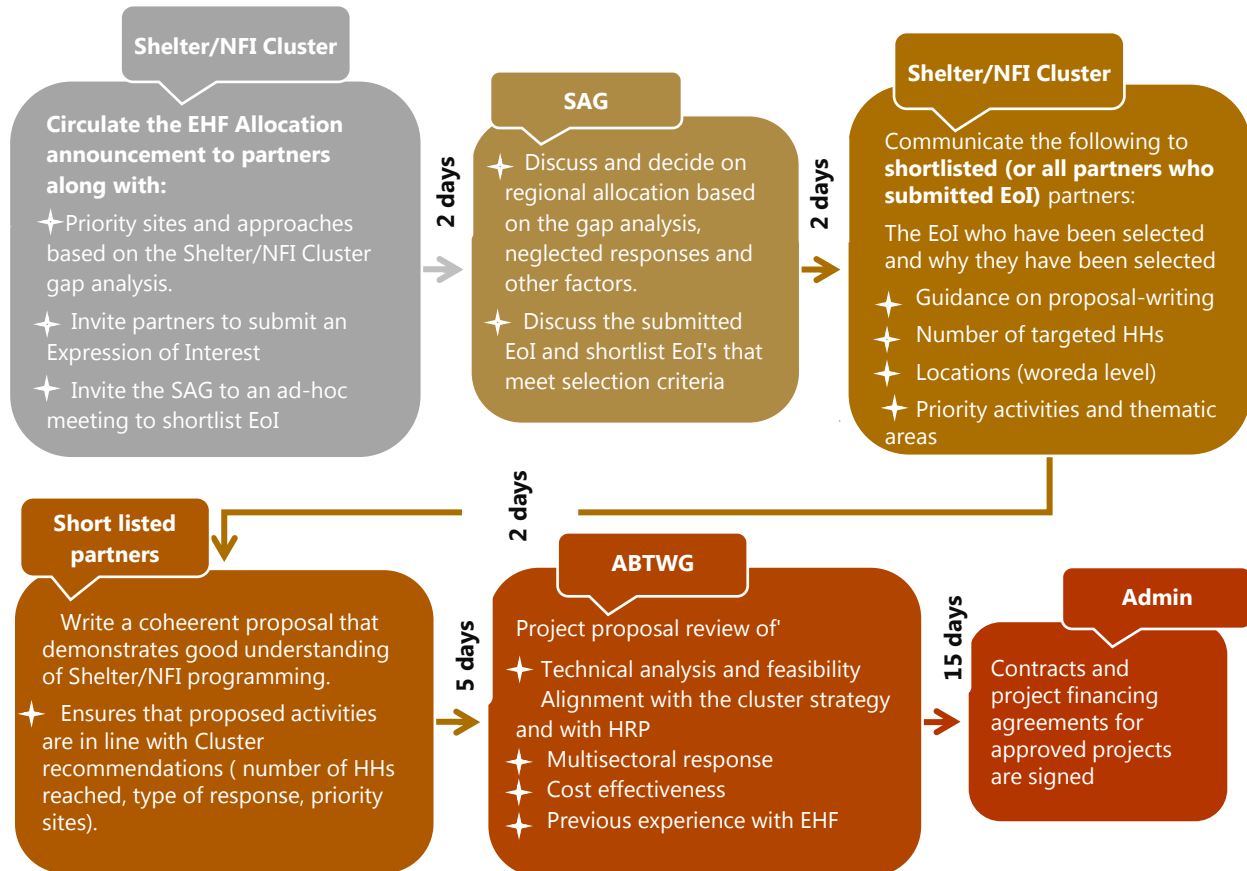 Shelter/NFI Cluster
Circulate the EHF Allocation
announcement to partners
along with:
Priority sites and approaches
based on the Shelter/NFI Cluster
gap analysis.
Invite partners to submit an
Expression of Interest
Invite the SAG to an ad-hoc
meeting to shortlist EoI
2 days
SAG
Discuss and decide on
regional allocation based
on the gap analysis,
neglected responses and
other factors.
Discuss the submitted
EoI and shortlist EoI's that
meet selection criteria
2 days
Shelter/NFI Cluster
Communicate the following to
shortlisted (or all partners who
submitted EoI) partners:
The EoI who have been selected
and why they have been selected
Guidance on proposal-writing
Number of targeted HHs
Locations (woreda level)
Priority activities and thematic
areas
2 days
Short listed
partners
Write a coheerent proposal that
demonstrates good understanding
of Shelter/NFI programming.
Ensures that proposed activities
are in line with Cluster
recommendations ( number of HHs
reached, type of response, priority
sites).
5 days
ABTWG
Project proposal review of'
Technical analysis and feasibility
Alignment with the cluster strategy
and with HRP
Multisectoral response
Cost effectiveness
Previous experience with EHF
15 days
Admin
Contracts and
project financing
agreements for
approved projects
are signed